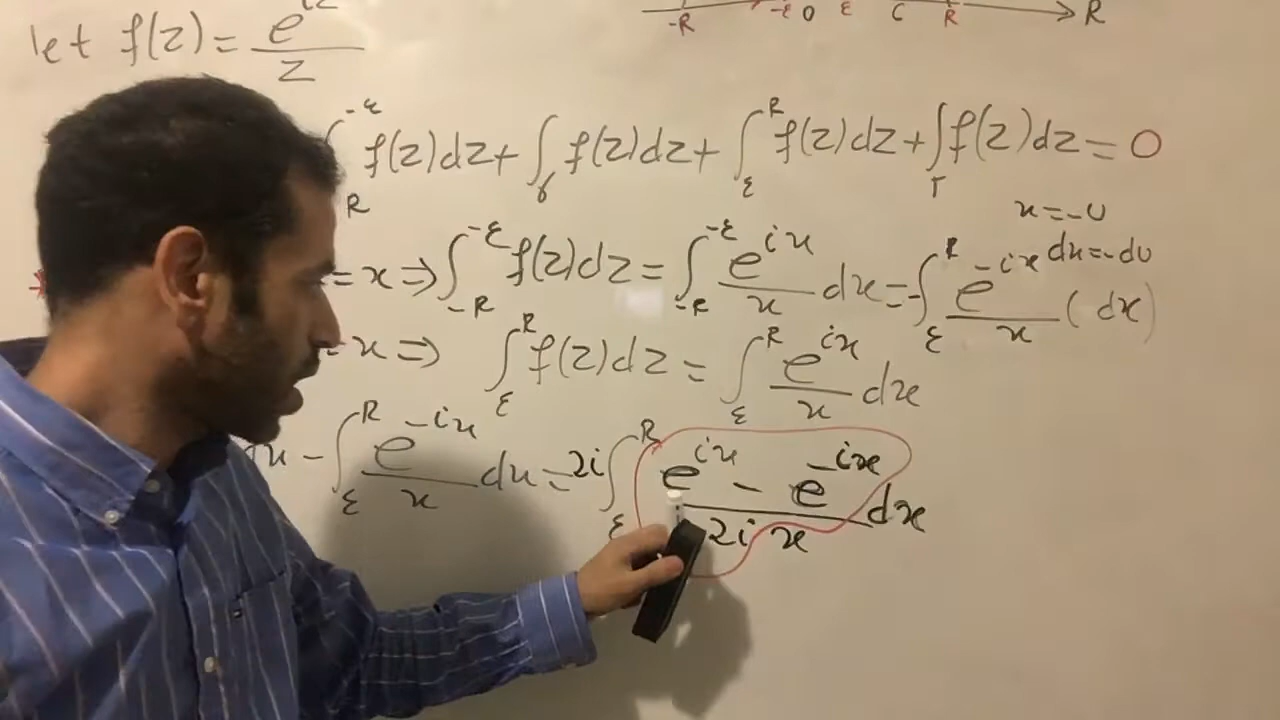 -R -ε 0 ε C R R
let f(z) = e^{iz}/z
∫_{R}^{-ε} f(z)dz + ∫_γ f(z)dz + ∫_ε^R f(z)dz + ∫_Γ f(z)dz = 0
x = -u
dx = -du
= x ⇒ ∫_{-R}^{-ε} f(z)dz = ∫_{-R}^{-ε} e^{ix}/x dx = -∫_ε^R e^{-ix}/x (dx)
x ⇒ ∫_ε^R f(z)dz = ∫_ε^R e^{ix}/x dx
- ∫_ε^R e^{-ix}/x dx = 2i ∫_ε^R (e^{ix} - e^{-ix})/(2i x) dx